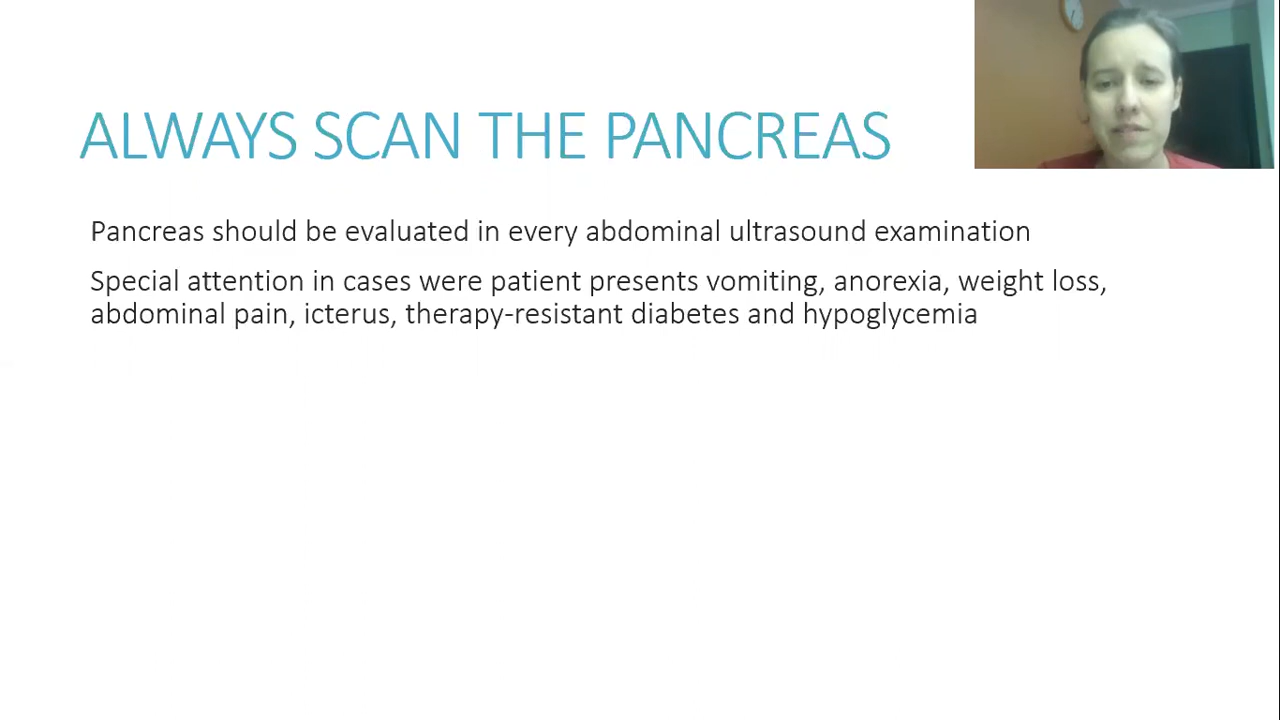 ALWAYS SCAN THE PANCREAS
Pancreas should be evaluated in every abdominal ultrasound examination
Special attention in cases were patient presents vomiting, anorexia, weight loss,
abdominal pain, icterus, therapy-resistant diabetes and hypoglycemia